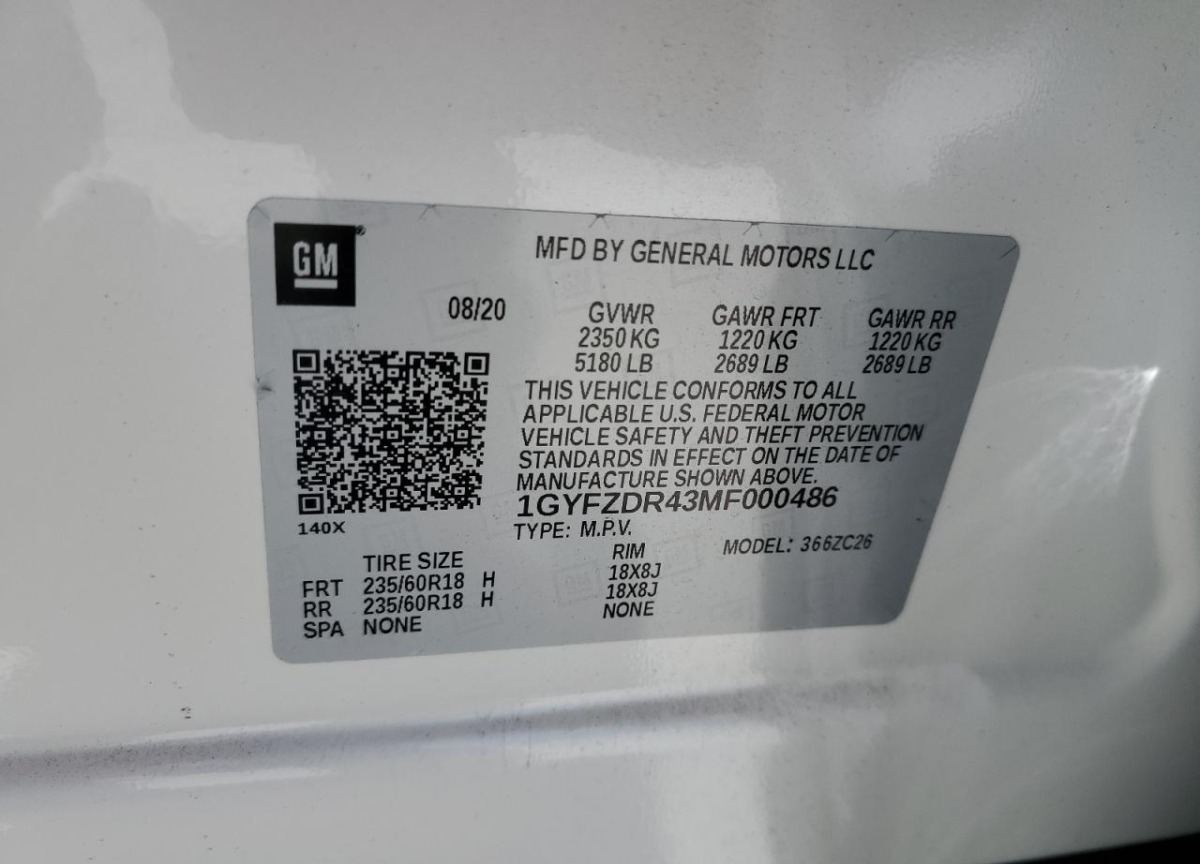 GM®
MFD BY GENERAL MOTORS LLC
08/20
GVWR GAWR FRT GAWR RR
2350 KG 1220 KG 1220 KG
5180 LB 2689 LB 2689 LB
THIS VEHICLE CONFORMS TO ALL
APPLICABLE U.S. FEDERAL MOTOR
VEHICLE SAFETY AND THEFT PREVENTION
STANDARDS IN EFFECT ON THE DATE OF
MANUFACTURE SHOWN ABOVE.
1GYFZDR43MF000486
140X
TYPE: M.P.V. MODEL: 366ZC26
TIRE SIZE RIM
FRT 235/60R18 H 18X8J
RR 235/60R18 H 18X8J
SPA NONE NONE